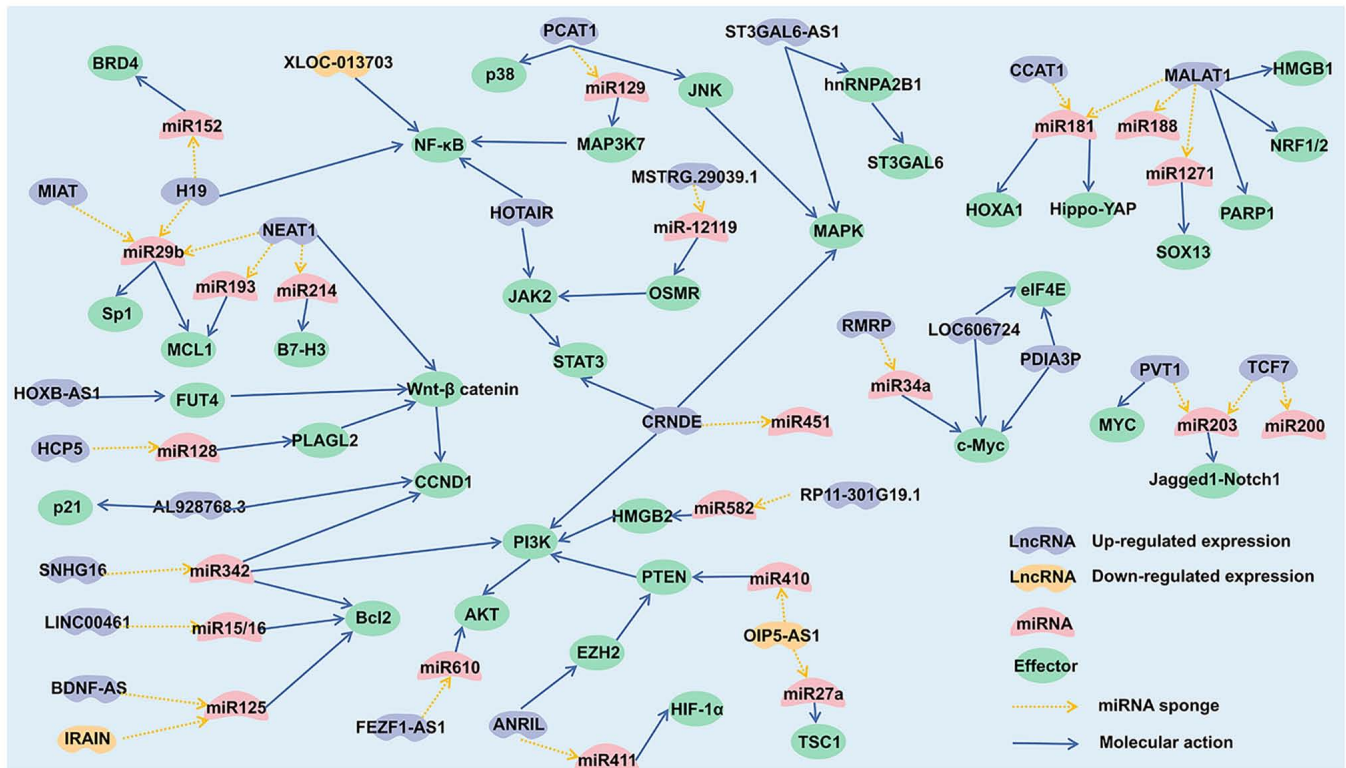 PCAT1
ST3GAL6-AS1
BRD4
XLOC-013703
p38
miR129
JNK
hnRNPA2B1
CCAT1
MALAT1
HMGB1
miR152
NF-κB
MAP3K7
ST3GAL6
miR181
miR188
NRF1/2
MIAT
H19
MSTRG.29039.1
miR1271
HOTAIR
HOXA1
Hippo-YAP
PARP1
NEAT1
miR-12119
MAPK
miR29b
SOX13
miR193
miR214
JAK2
OSMR
eIF4E
Sp1
RMRP
LOC606724
MCL1
B7-H3
STAT3
PDIA3P
PVT1
TCF7
HOXB-AS1
FUT4
Wnt-β catenin
miR34a
CRNDE
miR451
MYC
miR203
miR200
HCP5
miR128
PLAGL2
c-Myc
CCND1
Jagged1-Notch1
p21
AL928768.3
RP11-301G19.1
HMGB2
miR582
PI3K
LncRNA
Up-regulated expression
SNHG16
miR342
PTEN
miR410
LncRNA
Down-regulated expression
LINC00461
miR15/16
Bcl2
AKT
OIP5-AS1
miRNA
EZH2
Effector
miR610
BDNF-AS
miR125
miR27a
miRNA sponge
FEZF1-AS1
ANRIL
HIF-1α
IRAIN
TSC1
Molecular action
miR411